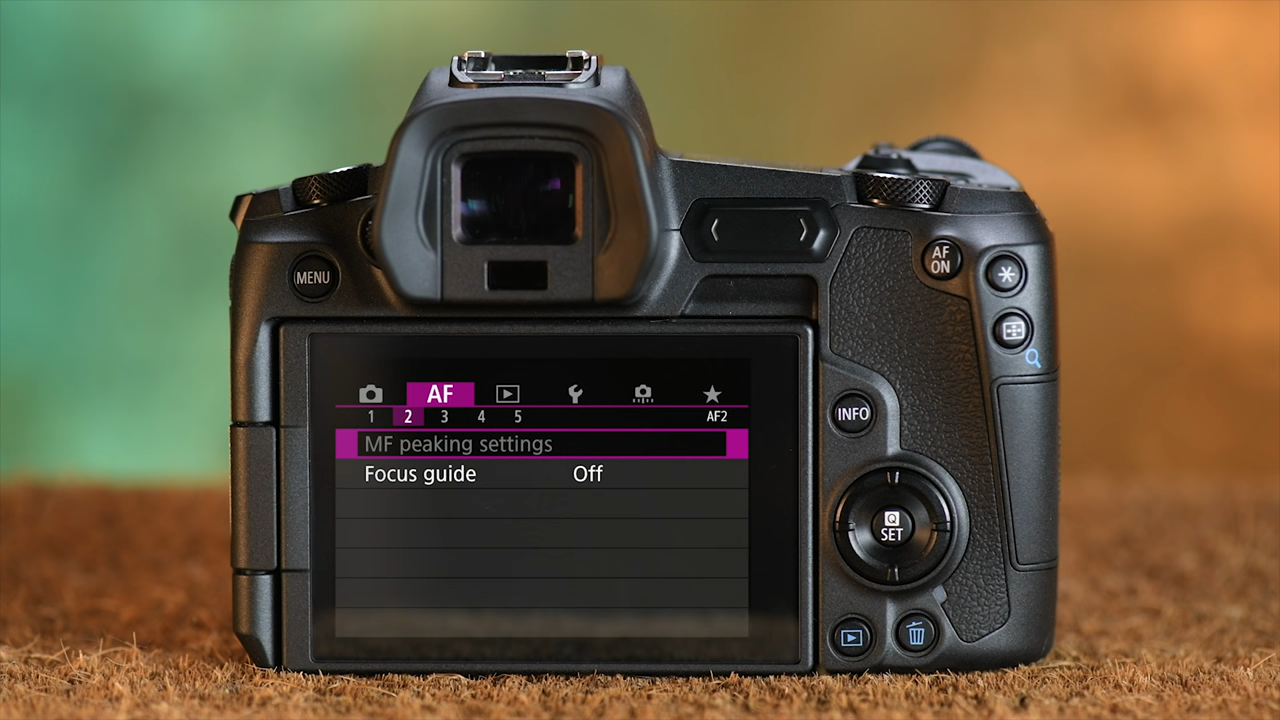 MENU
AF
ON
AF
1 2 3 4 5 AF2
MF peaking settings
Focus guide Off
INFO
Q
SET